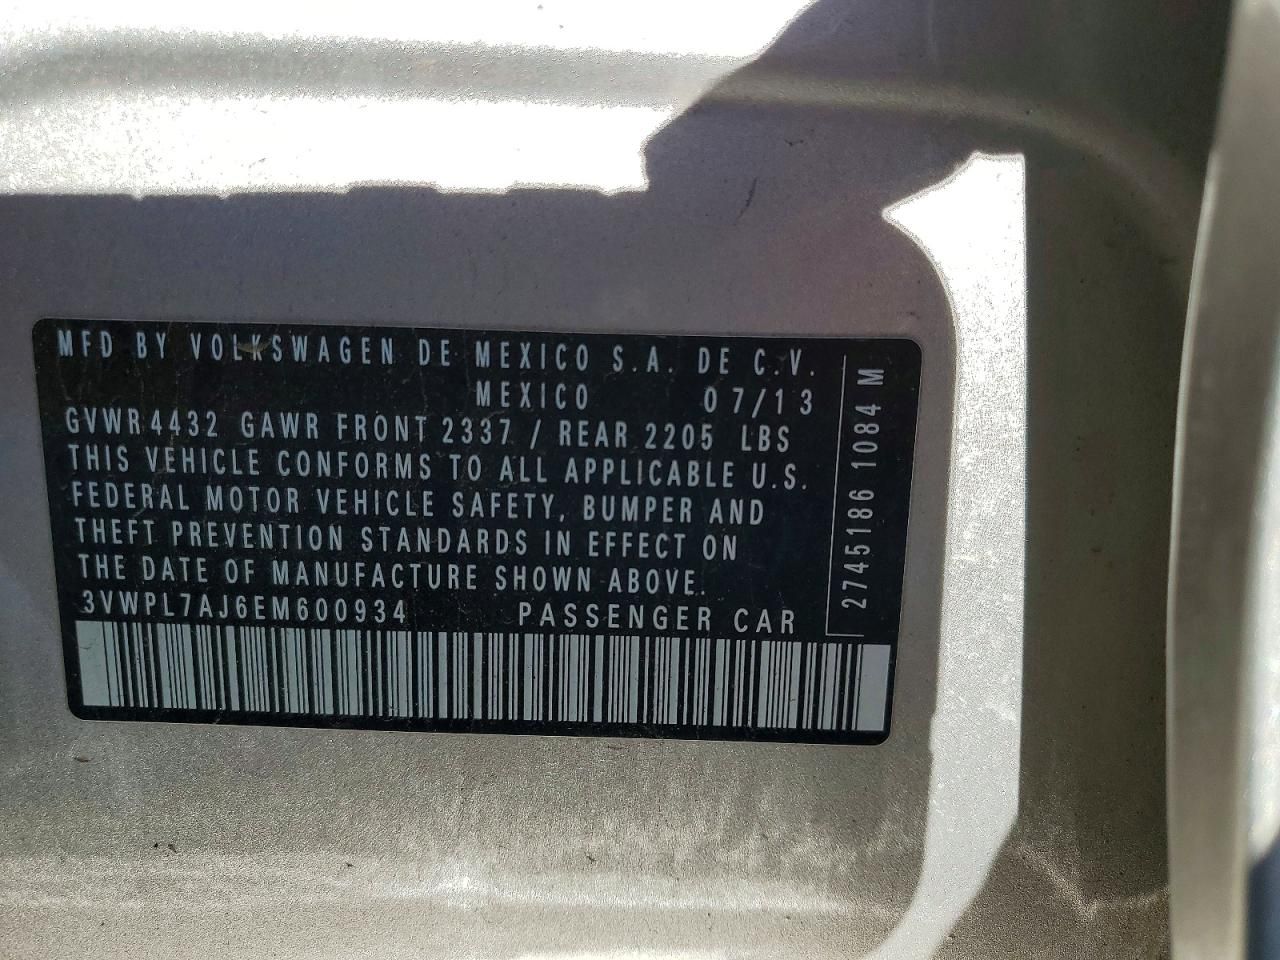 MFD BY VOLKSWAGEN DE MEXICO S.A. DE C.V.
MEXICO 07/13
GVWR 4432 GAWR FRONT 2337 / REAR 2205 LBS
THIS VEHICLE CONFORMS TO ALL APPLICABLE U.S.
FEDERAL MOTOR VEHICLE SAFETY, BUMPER AND
THEFT PREVENTION STANDARDS IN EFFECT ON
THE DATE OF MANUFACTURE SHOWN ABOVE.
3VWPL7AJ6EM600934 PASSENGER CAR
2745186 1084 M